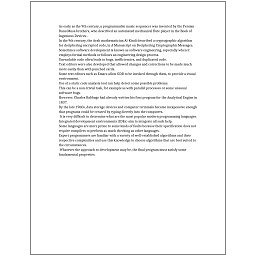 As early as the 9th century, a programmable music sequencer was invented by the Persian
Banu Musa brothers, who described an automated mechanical flute player in the Book of
Ingenious Devices.
In the 9th century, the Arab mathematician Al-Kindi described a cryptographic algorithm
for deciphering encrypted code, in A Manuscript on Deciphering Cryptographic Messages.
Sometimes software development is known as software engineering, especially when it
employs formal methods or follows an engineering design process.
Unreadable code often leads to bugs, inefficiencies, and duplicated code.
Text editors were also developed that allowed changes and corrections to be made much
more easily than with punched cards.
Some text editors such as Emacs allow GDB to be invoked through them, to provide a visual
environment.
Use of a static code analysis tool can help detect some possible problems.
This can be a non-trivial task, for example as with parallel processes or some unusual
software bugs.
However, Charles Babbage had already written his first program for the Analytical Engine in
1837.
By the late 1960s, data storage devices and computer terminals became inexpensive enough
that programs could be created by typing directly into the computers.
It is very difficult to determine what are the most popular modern programming languages.
Integrated development environments (IDEs) aim to integrate all such help.
Some languages are more prone to some kinds of faults because their specification does not
require compilers to perform as much checking as other languages.
Expert programmers are familiar with a variety of well-established algorithms and their
respective complexities and use this knowledge to choose algorithms that are best suited to
the circumstances.
Whatever the approach to development may be, the final program must satisfy some
fundamental properties.